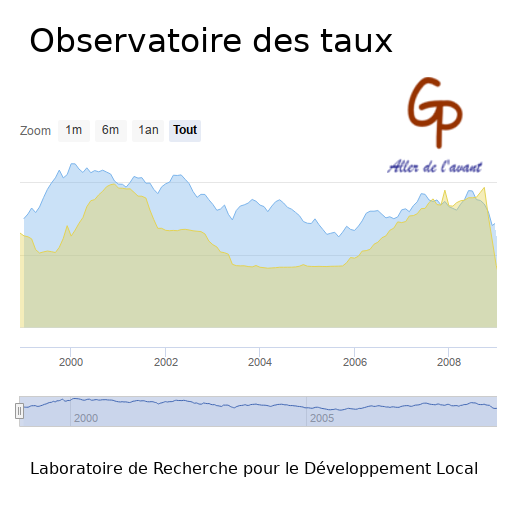 Observatoire des taux
GP
Aller de l'avant
Zoom 1m 6m 1an Tout
2000 2002 2004 2006 2008
2000 2005
Laboratoire de Recherche pour le Développement Local